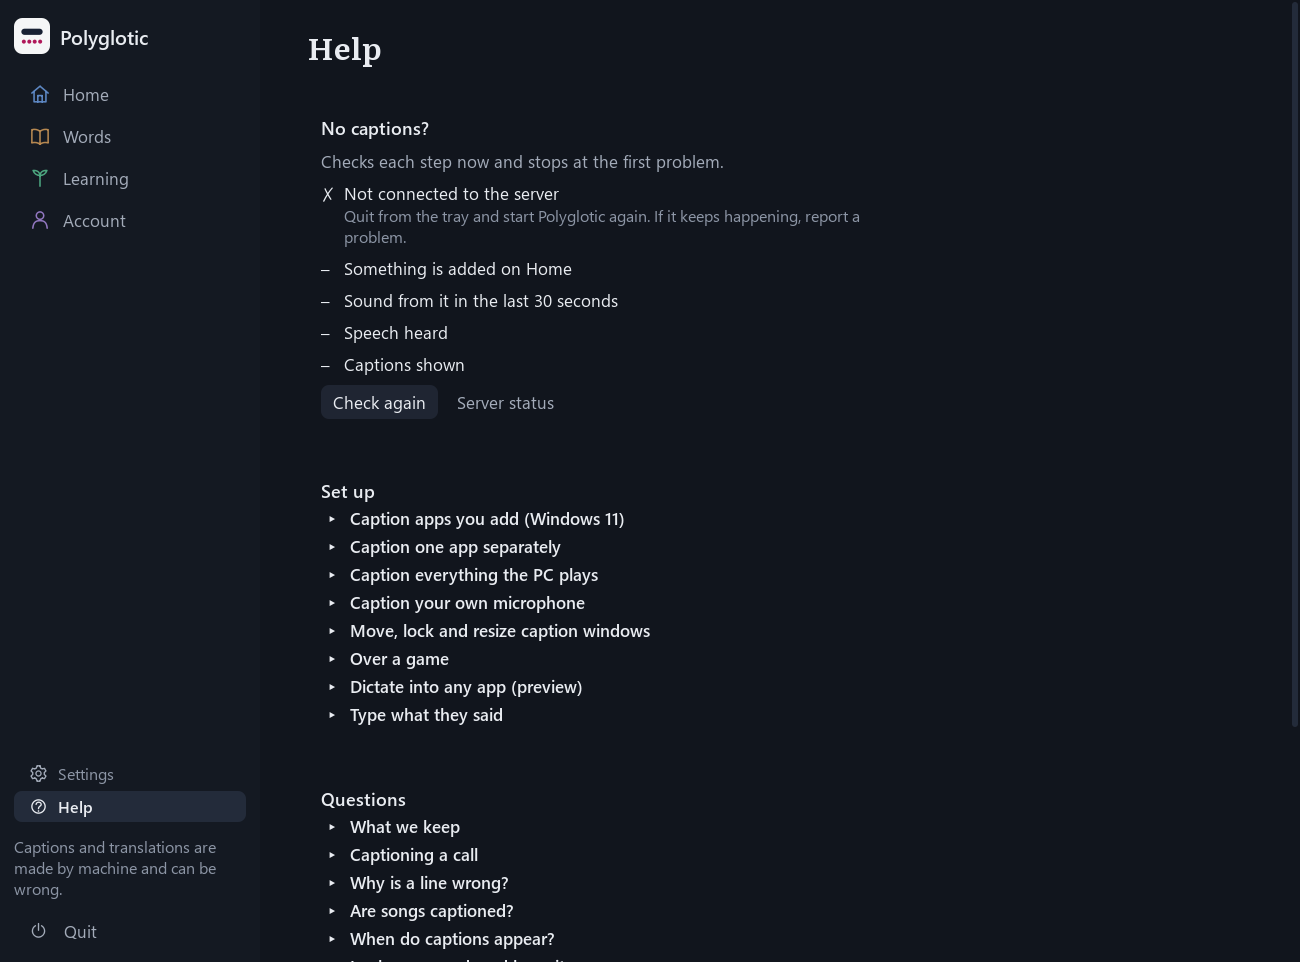 Polyglotic
Home
Words
Learning
Account
Settings
Help
Captions and translations are
made by machine and can be
wrong.
Quit
Help
No captions?
Checks each step now and stops at the first problem.
✗ Not connected to the server
Quit from the tray and start Polyglotic again. If it keeps happening, report a
problem.
– Something is added on Home
– Sound from it in the last 30 seconds
– Speech heard
– Captions shown
Check again
Server status
Set up
‣ Caption apps you add (Windows 11)
‣ Caption one app separately
‣ Caption everything the PC plays
‣ Caption your own microphone
‣ Move, lock and resize caption windows
‣ Over a game
‣ Dictate into any app (preview)
‣ Type what they said
Questions
‣ What we keep
‣ Captioning a call
‣ Why is a line wrong?
‣ Are songs captioned?
‣ When do captions appear?